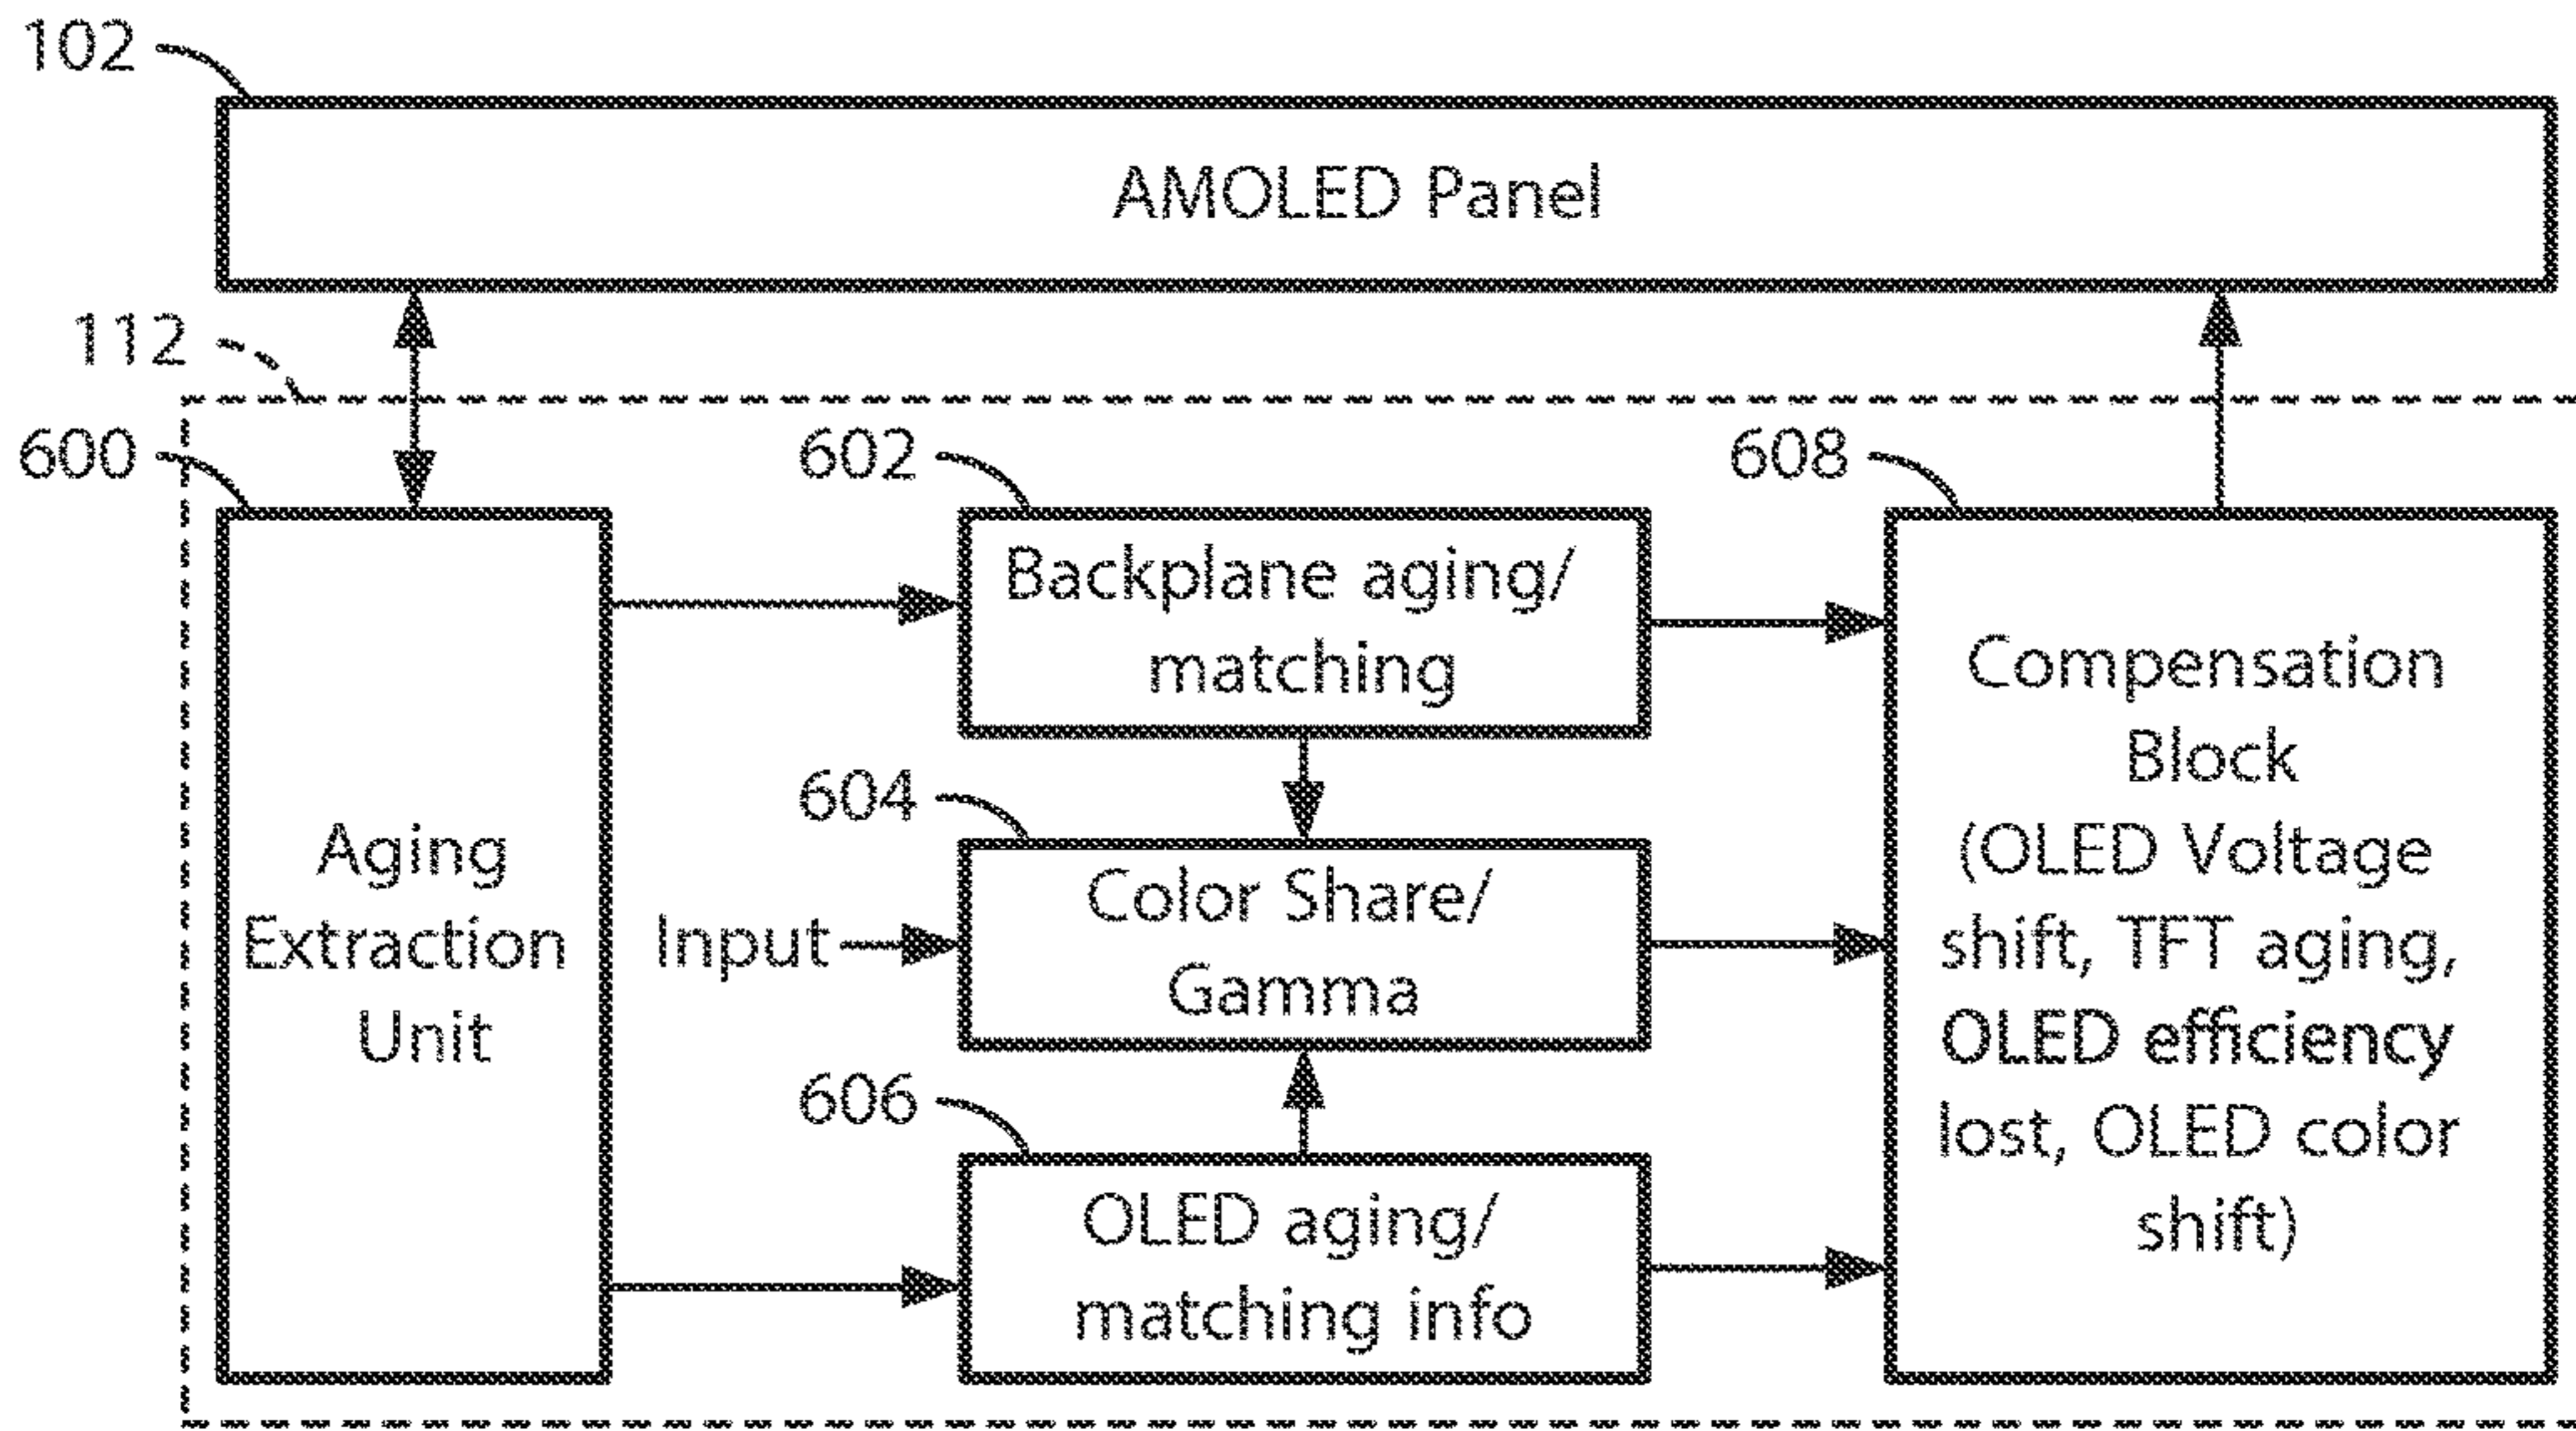 102
AMOLED Panel
112
600
602
608
Backplane aging/
matching
604
Color Share/
Gamma
Input
606
OLED aging/
matching info
Aging
Extraction
Unit
Compensation
Block
(OLED Voltage
shift, TFT aging,
OLED efficiency
lost, OLED color
shift)